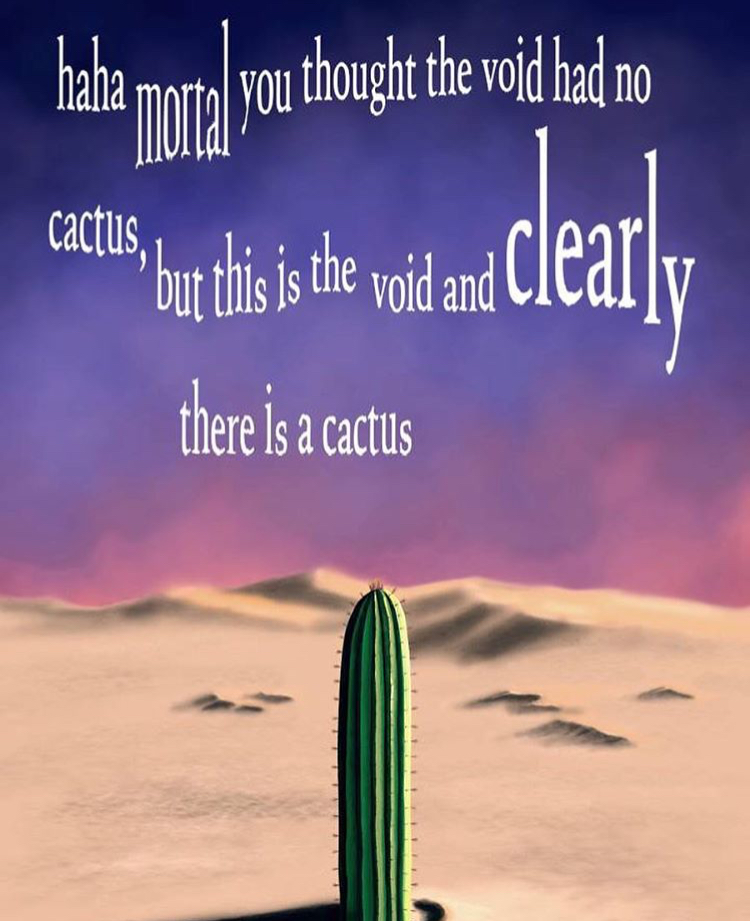 haha mortal you thought the void had no
cactus, but this is the void and clearly
there is a cactus